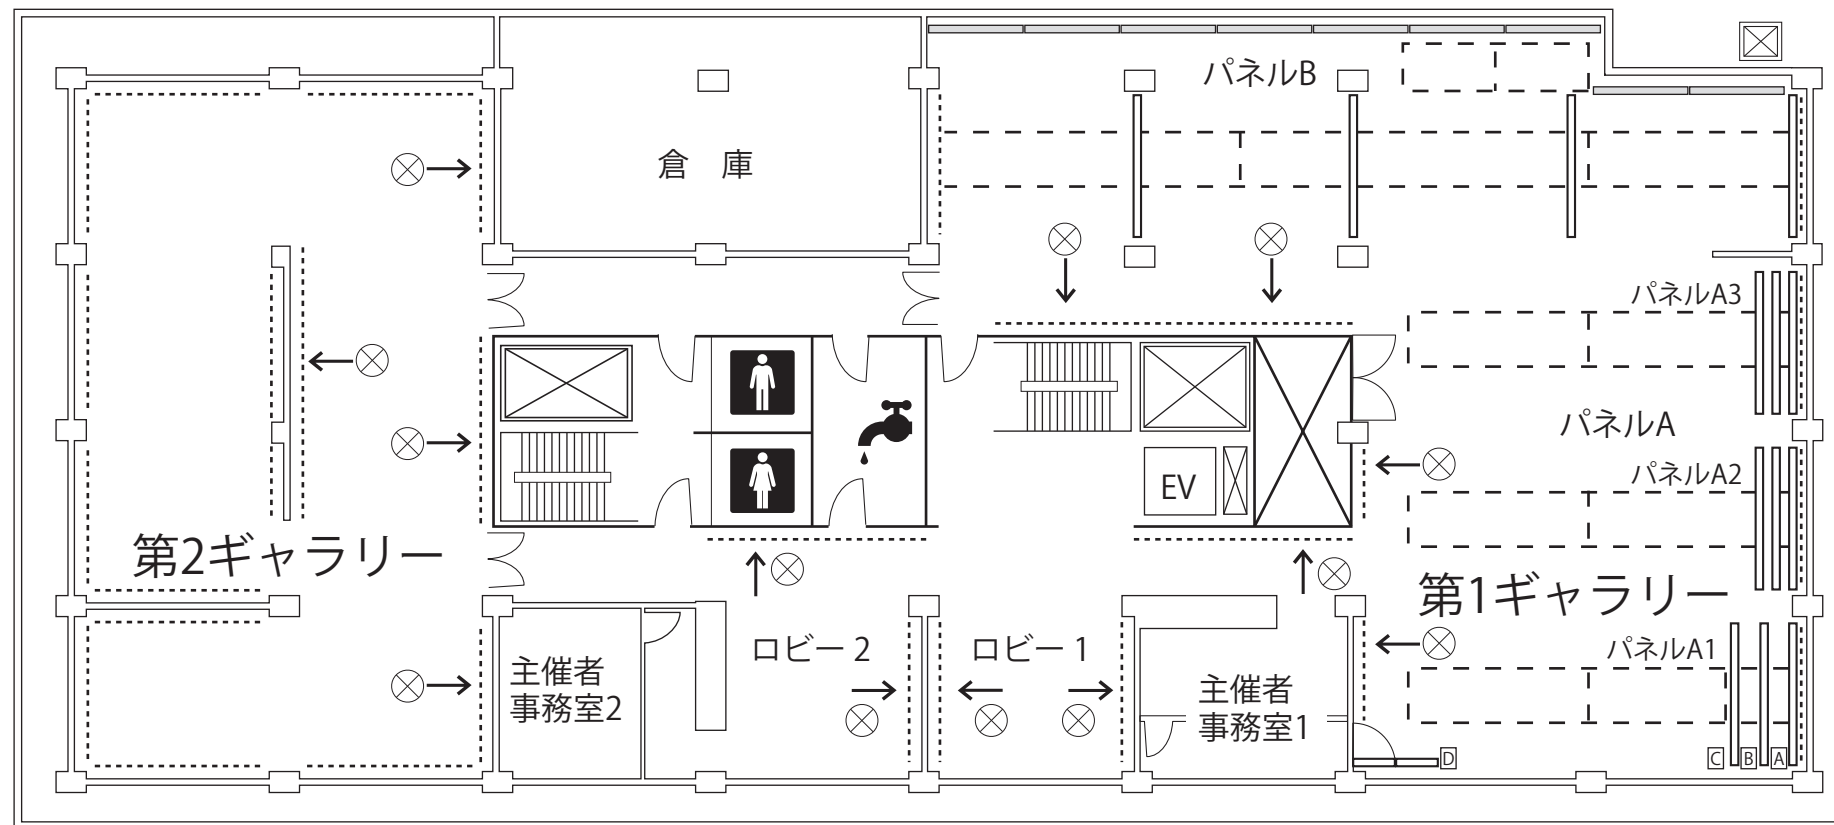 パネルB
倉　庫
パネルA3
パネルA
パネルA2
EV
第2ギャラリー
第1ギャラリー
ロビー 2
ロビー 1
パネルA1
主催者
事務室2
主催者
事務室1
D
C
B
A